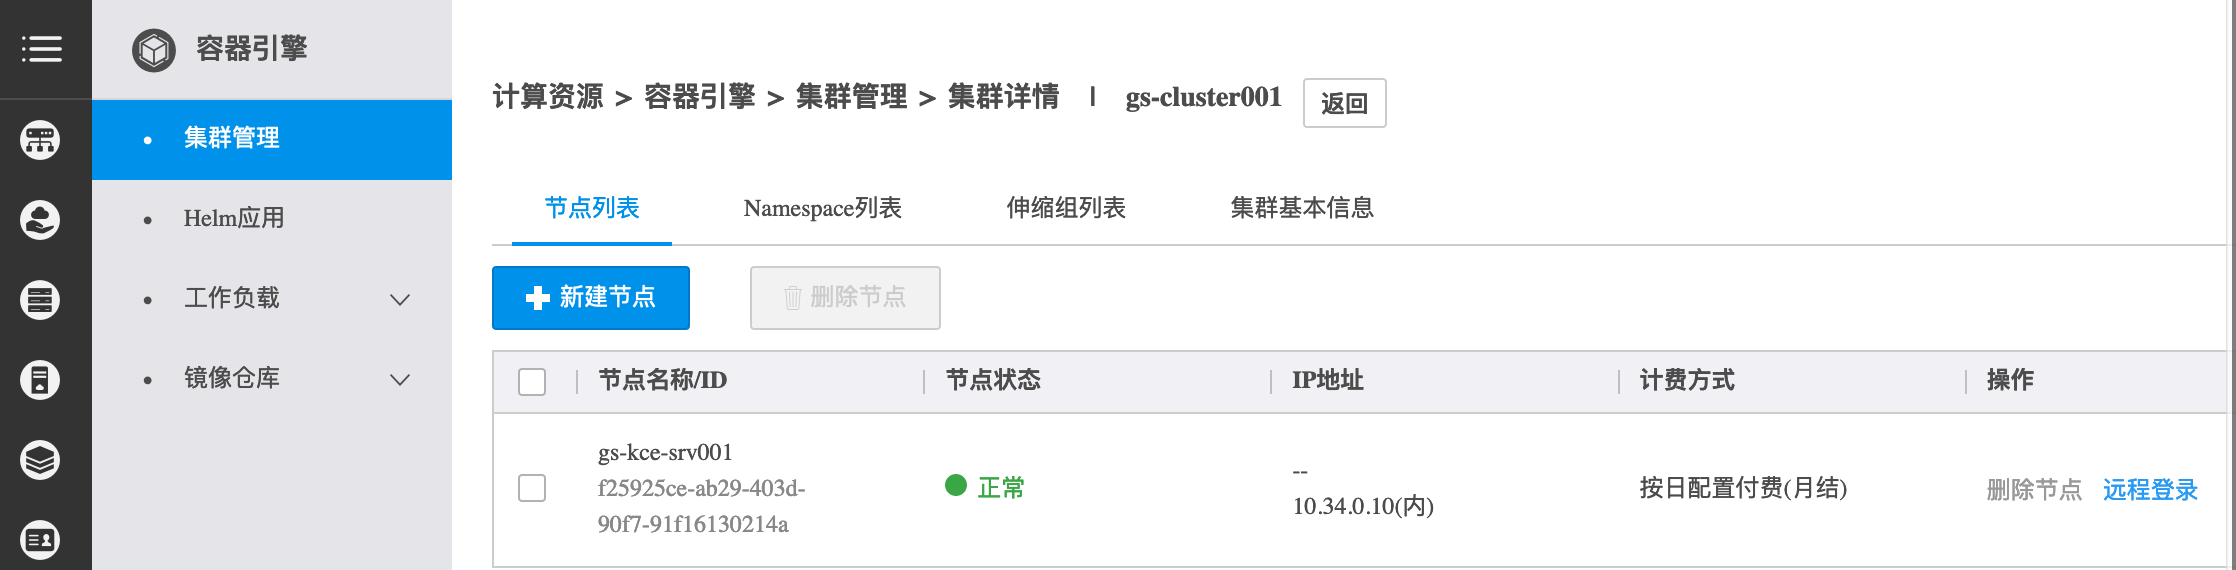 容器引擎
集群管理
Helm应用
工作负载
镜像仓库
计算资源 > 容器引擎 > 集群管理 > 集群详情 | gs-cluster001 返回
节点列表 Namespace列表 伸缩组列表 集群基本信息
新建节点 删除节点
节点名称/ID 节点状态 IP地址 计费方式 操作
gs-kce-srv001
f25925ce-ab29-403d-
90f7-91f16130214a
正常
--
10.34.0.10(内)
按日配置付费(月结)
删除节点 远程登录